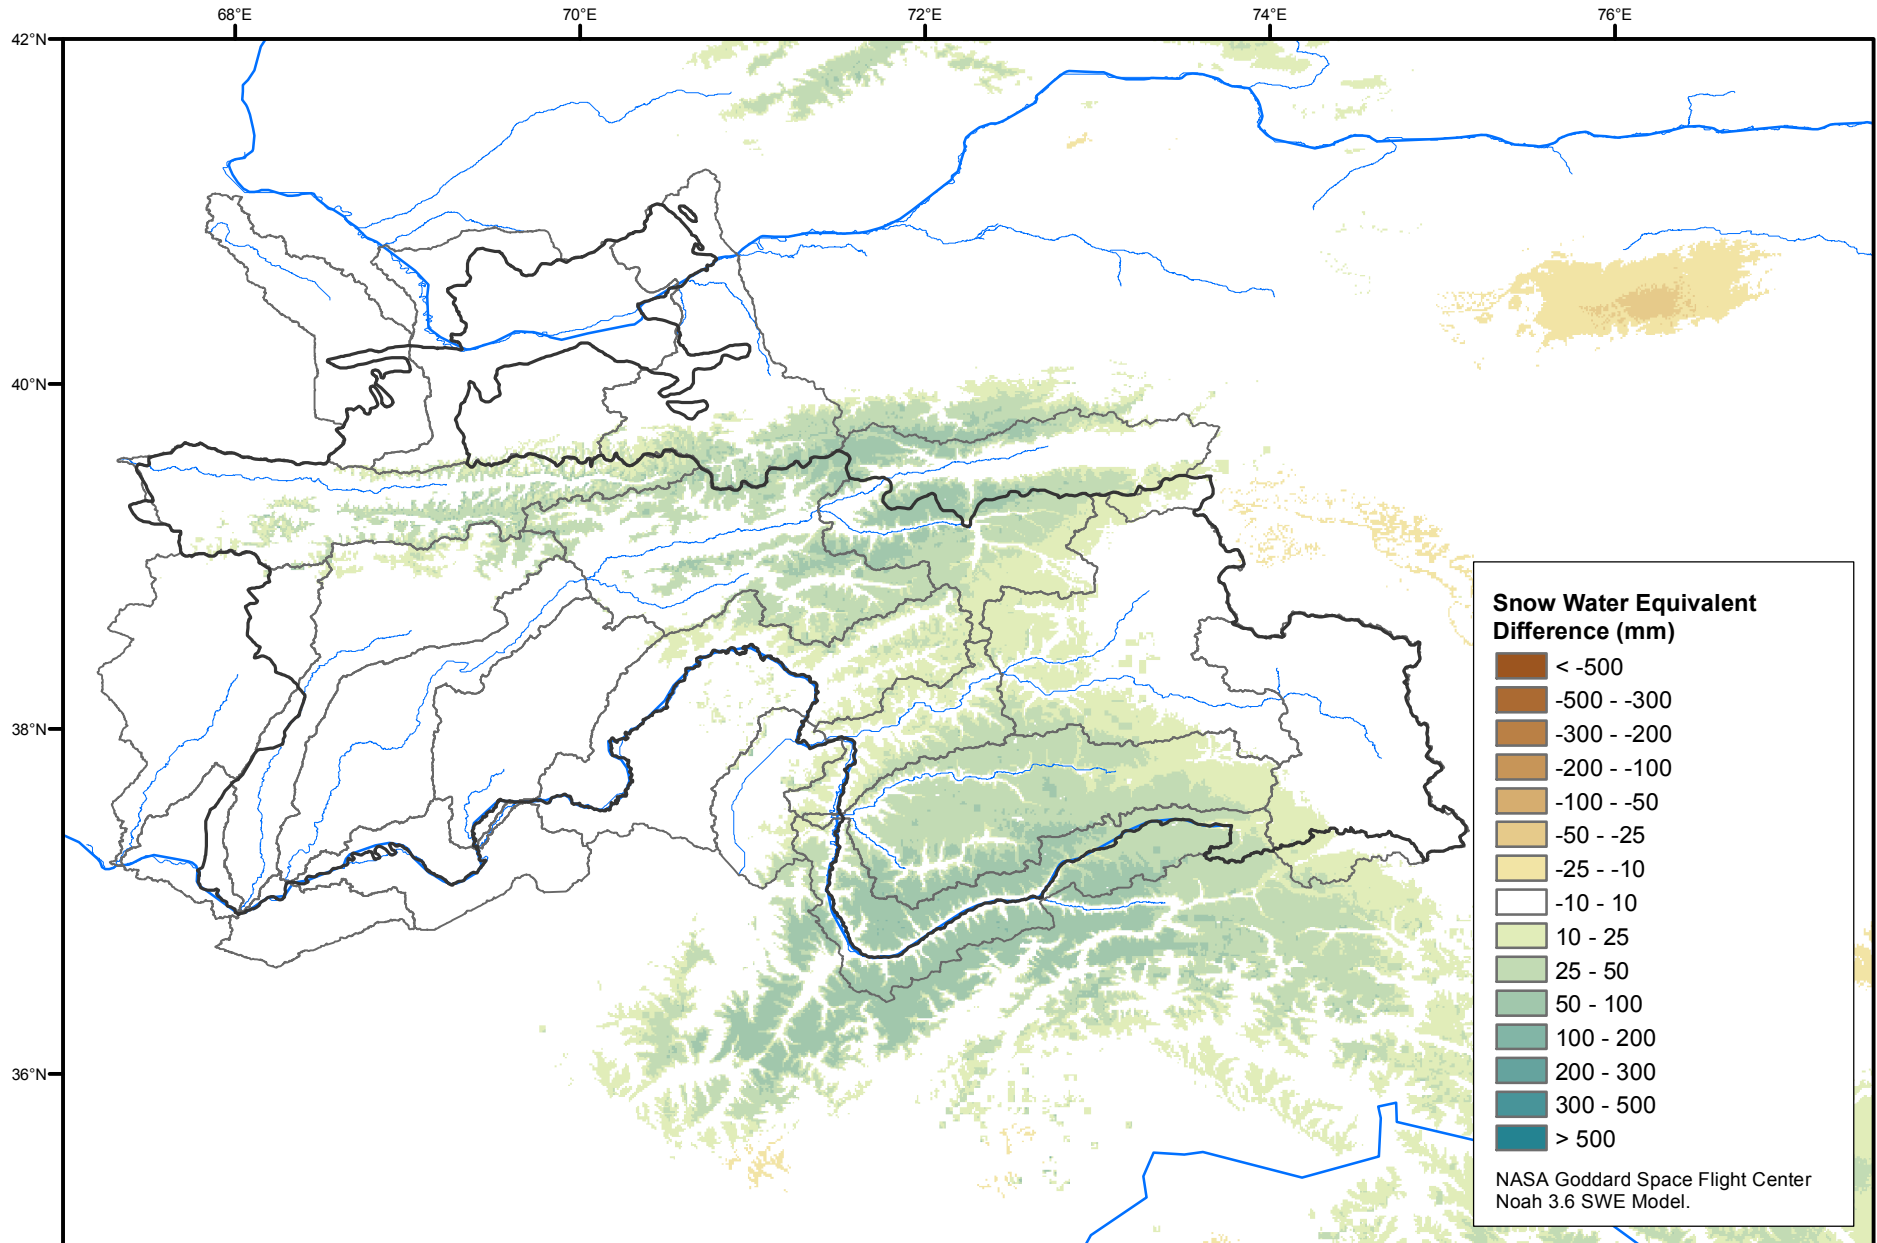 68°E
70°E
72°E
74°E
76°E
42°N
40°N
38°N
36°N
Snow Water Equivalent
Difference (mm)
< -500
-500 - -300
-300 - -200
-200 - -100
-100 - -50
-50 - -25
-25 - -10
-10 - 10
10 - 25
25 - 50
50 - 100
100 - 200
200 - 300
300 - 500
> 500
NASA Goddard Space Flight Center
Noah 3.6 SWE Model.